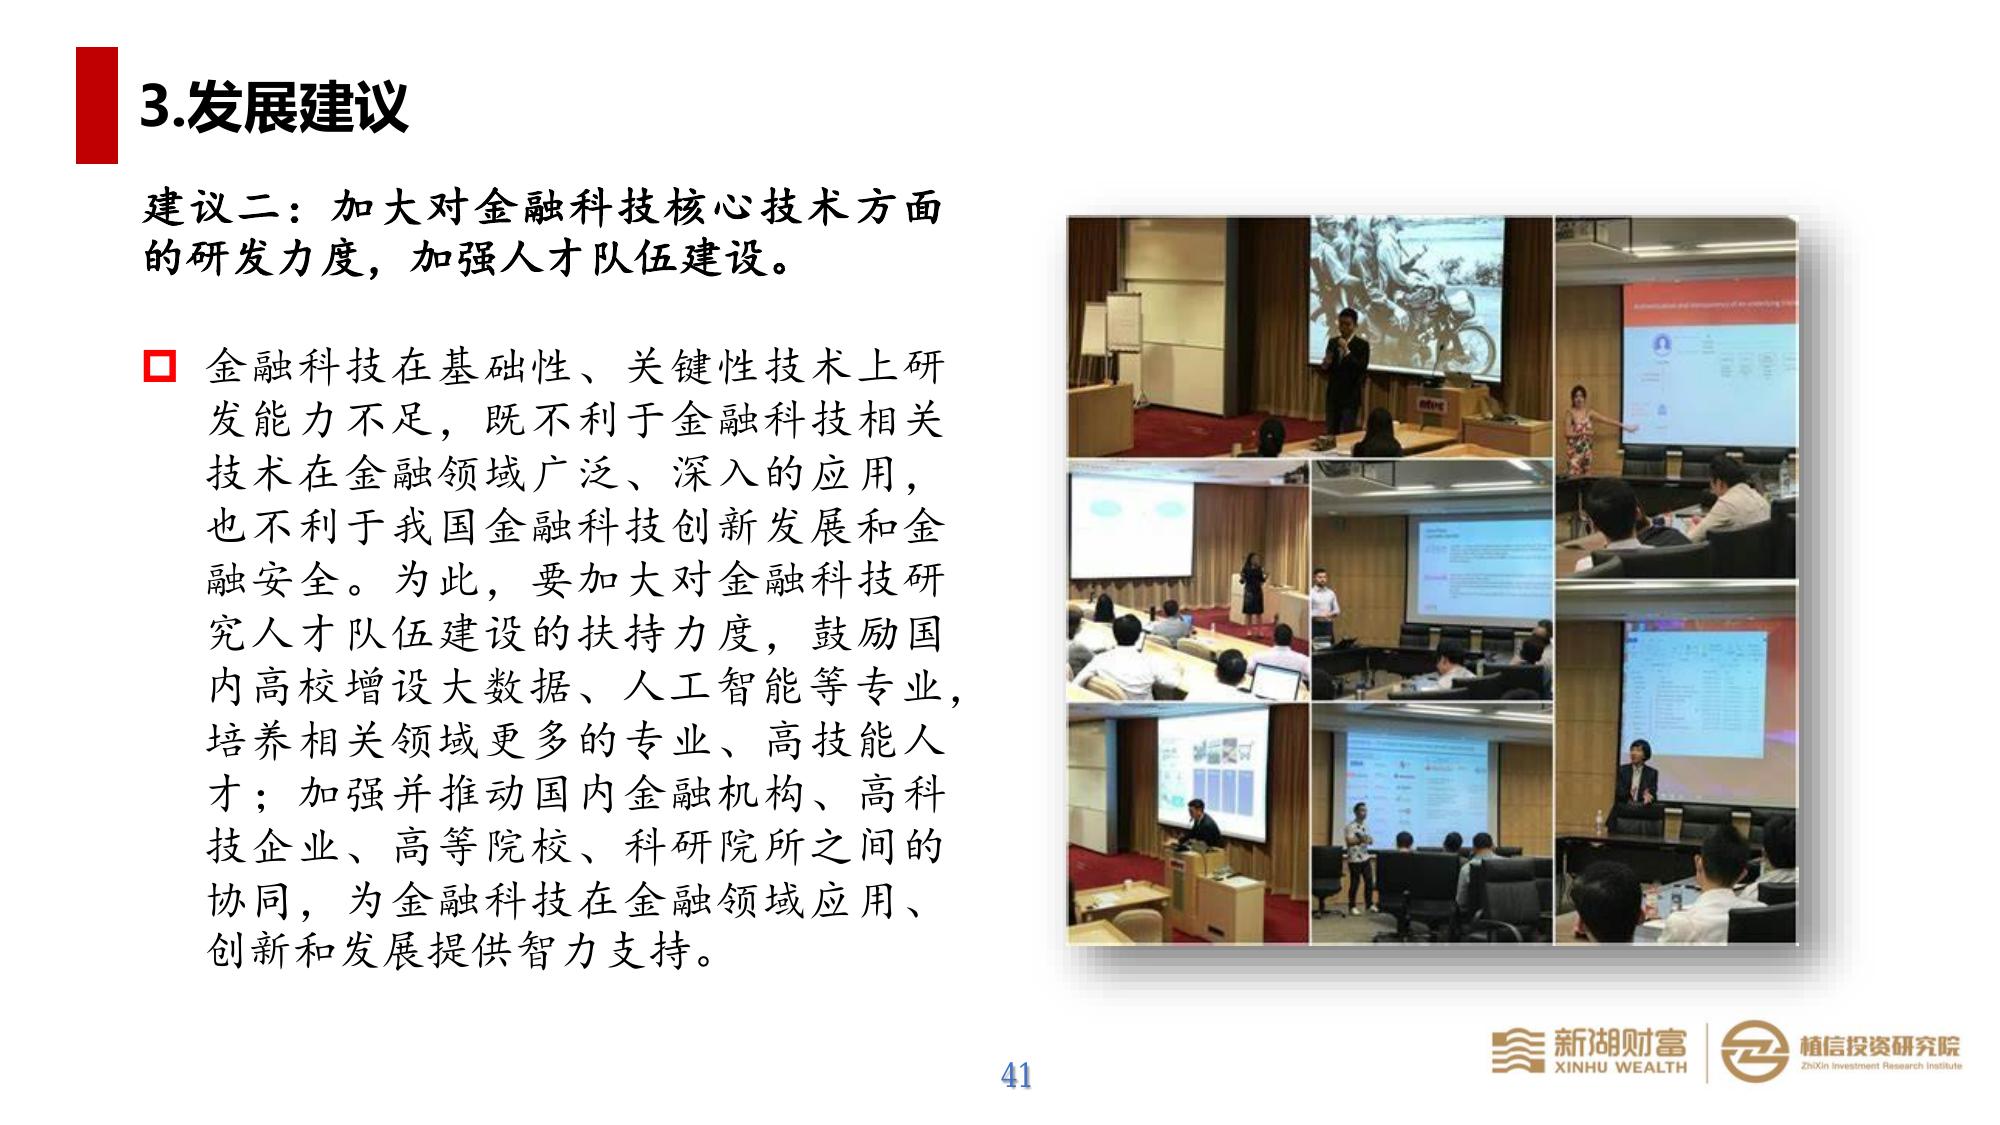 3.发展建议
建议二：加大对金融科技核心技术方面
的研发力度，加强人才队伍建设。
金融科技在基础性、关键性技术上研
发能力不足，既不利于金融科技相关
技术在金融领域广泛、深入的应用，
也不利于我国金融科技创新发展和金
融安全。为此，要加大对金融科技研
究人才队伍建设的扶持力度，鼓励国
内高校增设大数据、人工智能等专业，
培养相关领域更多的专业、高技能人
才；加强并推动国内金融机构、高科
技企业、高等院校、科研院所之间的
协同，为金融科技在金融领域应用、
创新和发展提供智力支持。
41
新湖财富
XINHU WEALTH
植信投资研究院
ZhiXin Investment Research Institute